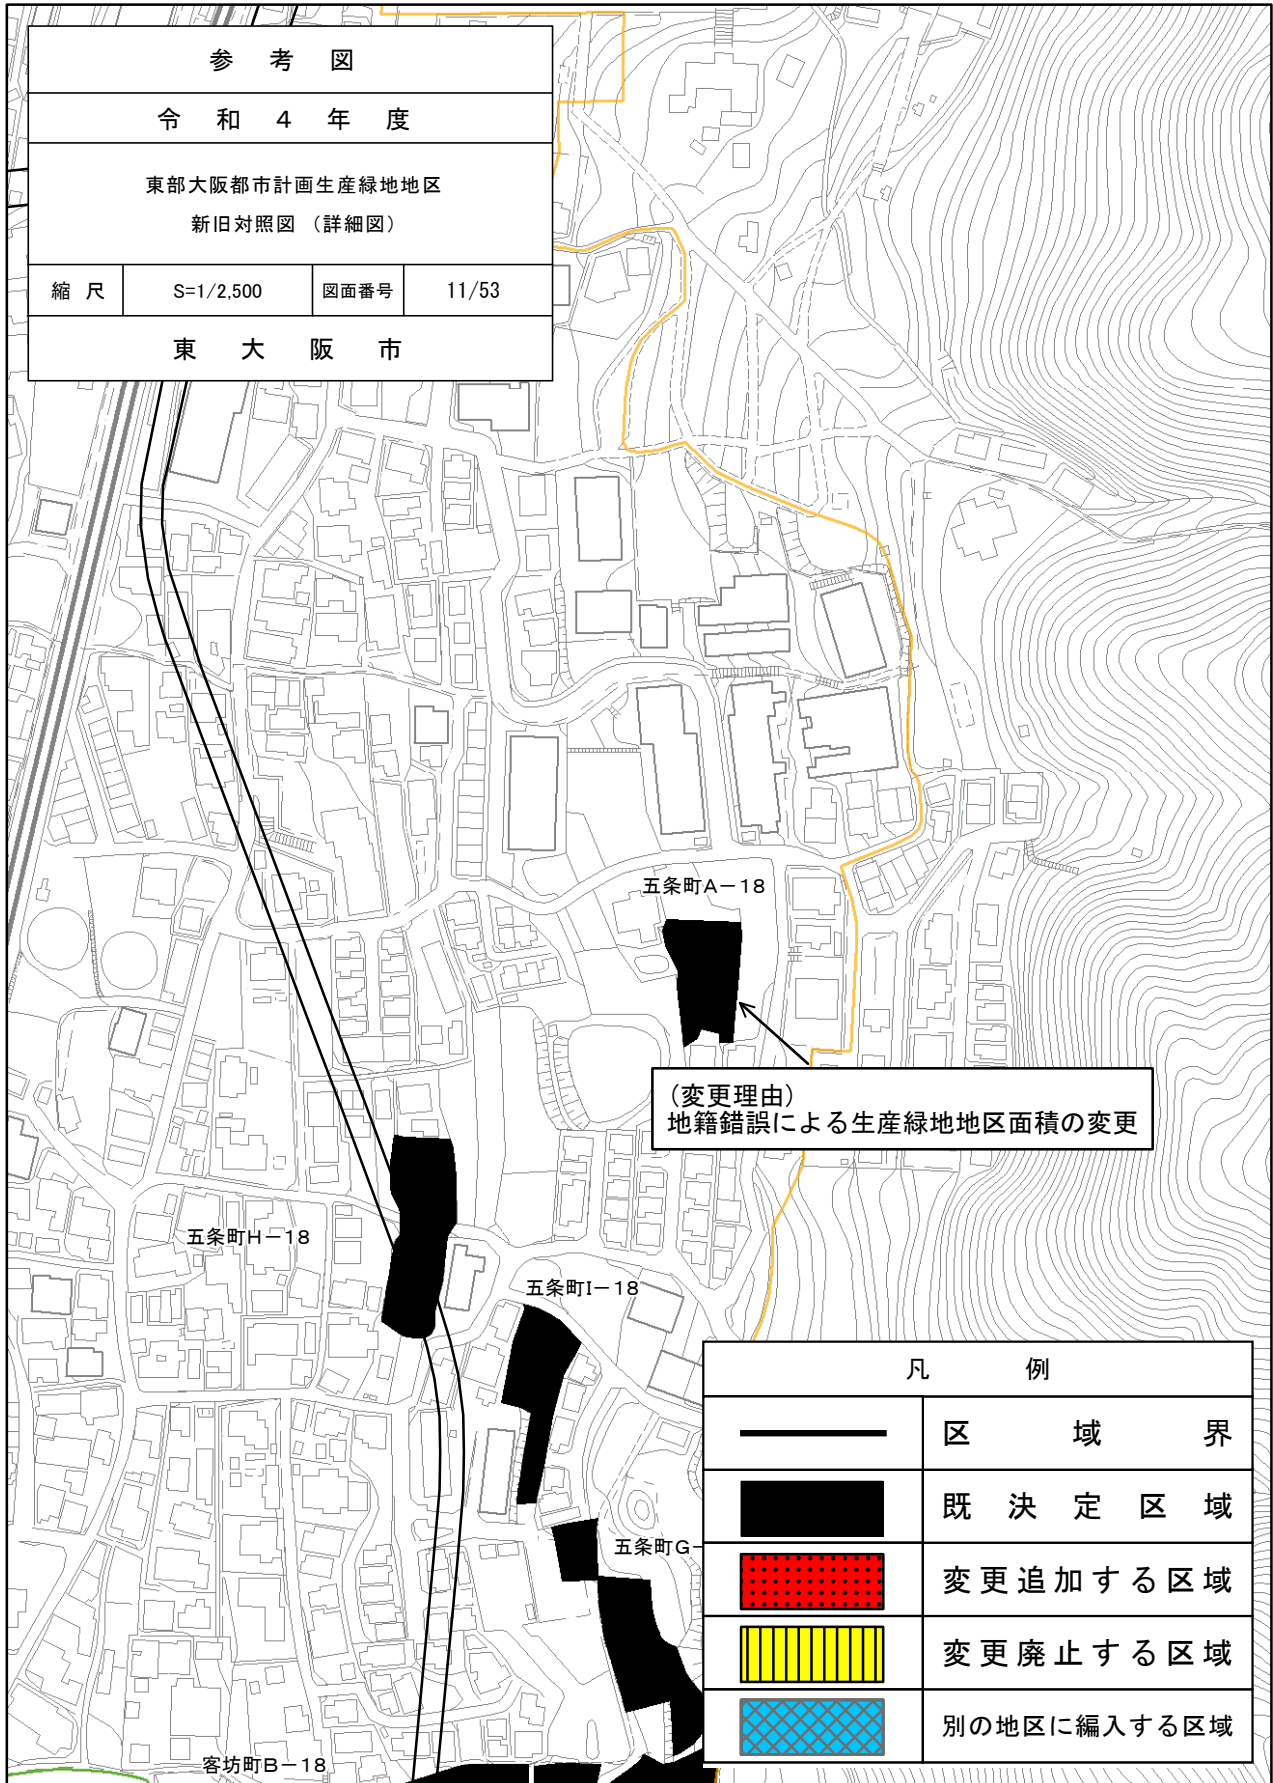 参考図
令和4年度
東部大阪都市計画生産緑地地区
新旧対照図 (詳細図)
縮尺 S=1/2,500 図面番号 11/53
東大阪市
五条町A-18
(変更理由)
地籍錯誤による生産緑地地区面積の変更
五条町H-18
五条町I-18
五条町G-
客坊町B-18
凡例
区域界
既決定区域
変更追加する区域
変更廃止する区域
別の地区に編入する区域